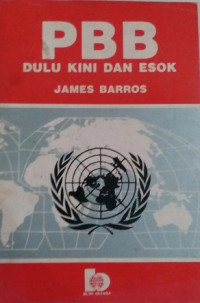 PBB
DULU KINI DAN ESOK
JAMES BARROS
b